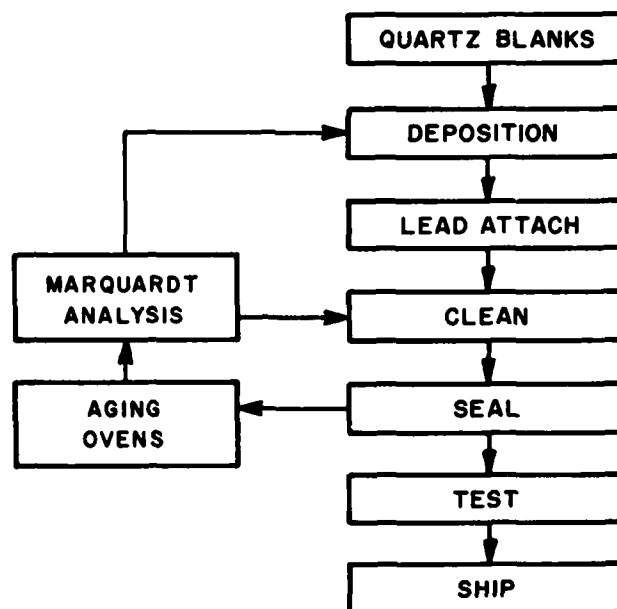 QUARTZ BLANKS
DEPOSITION
LEAD ATTACH
MARQUARDT
ANALYSIS
CLEAN
AGING
OVENS
SEAL
TEST
SHIP